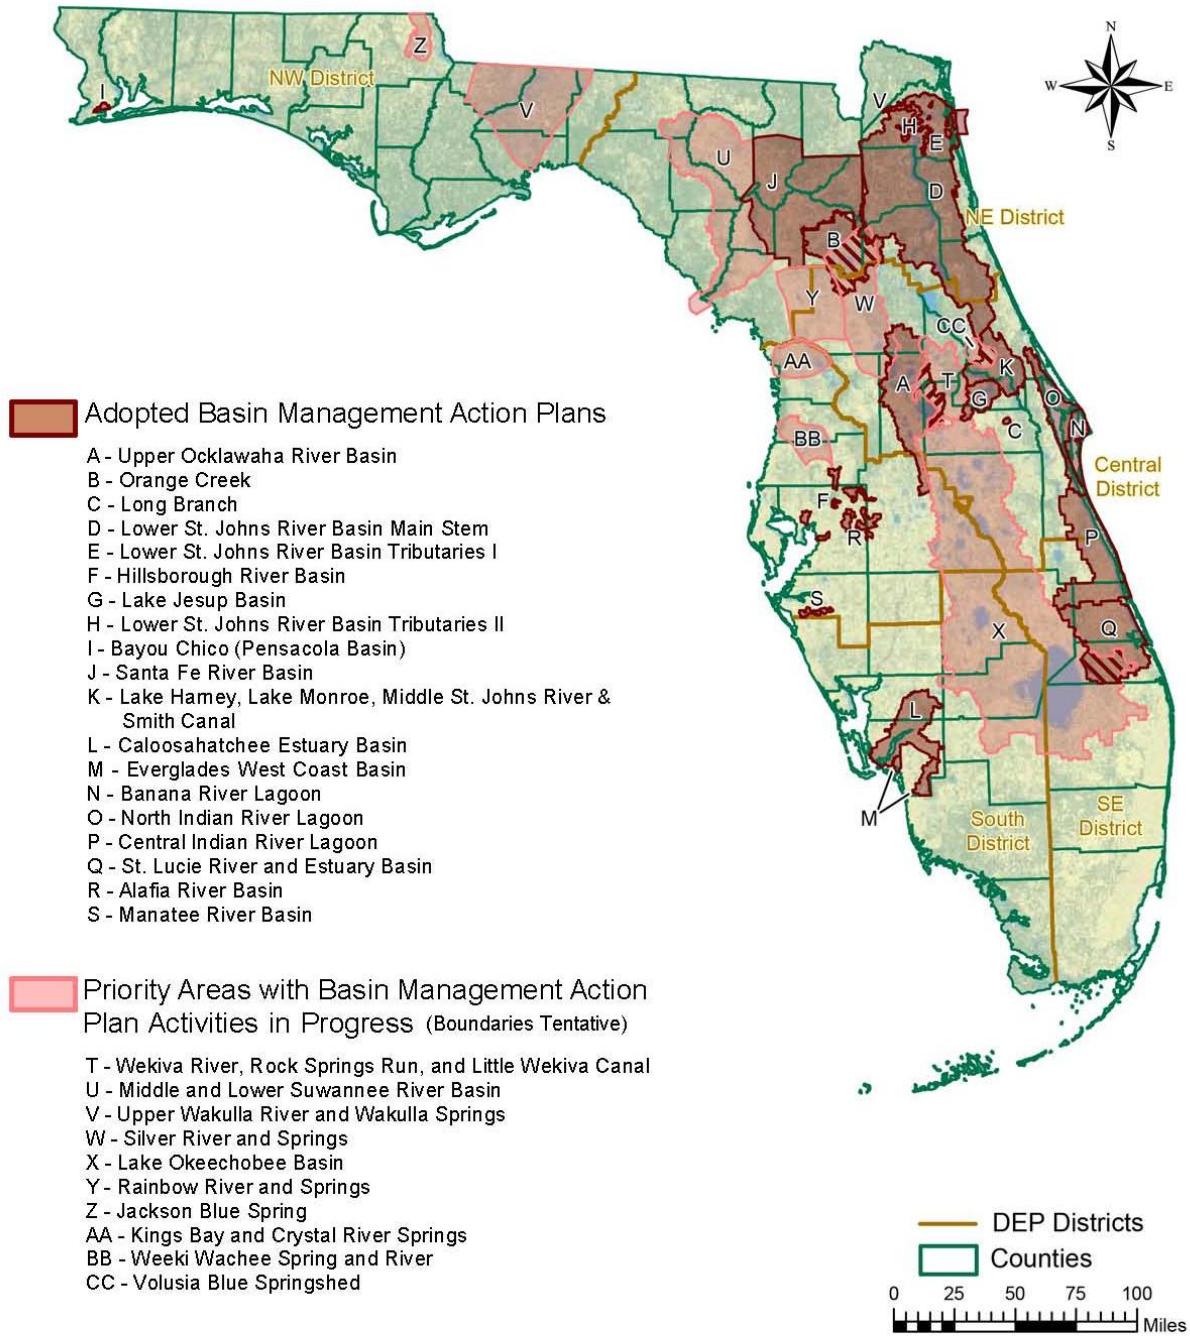 N
W
E
S
Z
NW District
I
V
V
H
E
U
J
D
NE District
B
Y
W
CC
AA
K
A
T
G
O
C
N
BB
Central
District
F
R
P
S
X
Q
L
M
South
District
SE
District
Adopted Basin Management Action Plans
A - Upper Ocklawaha River Basin
B - Orange Creek
C - Long Branch
D - Lower St. Johns River Basin Main Stem
E - Lower St. Johns River Basin Tributaries I
F - Hillsborough River Basin
G - Lake Jesup Basin
H - Lower St. Johns River Basin Tributaries II
I - Bayou Chico (Pensacola Basin)
J - Santa Fe River Basin
K - Lake Harney, Lake Monroe, Middle St. Johns River &
Smith Canal
L - Caloosahatchee Estuary Basin
M - Everglades West Coast Basin
N - Banana River Lagoon
O - North Indian River Lagoon
P - Central Indian River Lagoon
Q - St. Lucie River and Estuary Basin
R - Alafia River Basin
S - Manatee River Basin
Priority Areas with Basin Management Action
Plan Activities in Progress (Boundaries Tentative)
T - Wekiva River, Rock Springs Run, and Little Wekiva Canal
U - Middle and Lower Suwannee River Basin
V - Upper Wakulla River and Wakulla Springs
W - Silver River and Springs
X - Lake Okeechobee Basin
Y - Rainbow River and Springs
Z - Jackson Blue Spring
AA - Kings Bay and Crystal River Springs
BB - Weeki Wachee Spring and River
CC - Volusia Blue Springshed
DEP Districts
Counties
0 25 50 75 100
Miles